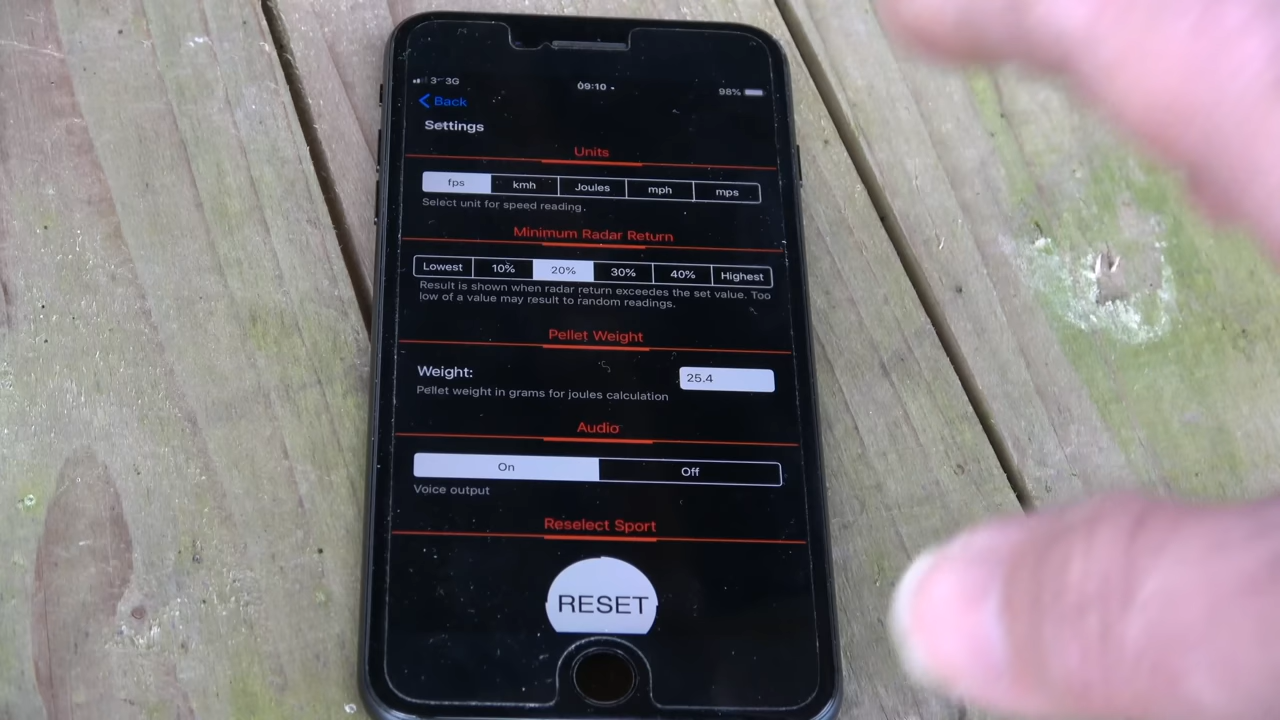 3G
09:10
98%
Back
Settings
Units
fps kmh Joules mph mps
Select unit for speed reading.
Minimum Radar Return
Lowest 10% 20% 30% 40% Highest
Result is shown when radar return exceedes the set value. Too
low of a value may result to random readings.
Pellet Weight
Weight: 25.4
Pellet weight in grams for joules calculation
Audio
On Off
Voice output
Reselect Sport
RESET